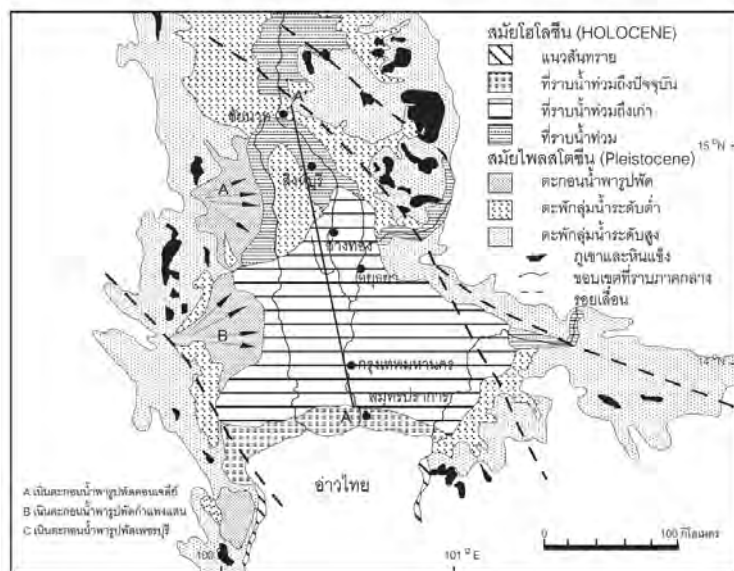 สมัยโฮโลซีน (HOLOCENE)
แนวสันทราย
ที่ราบน้ำท่วมถึงปัจจุบัน
ที่ราบน้ำท่วมถึงเก่า
ที่ราบน้ำท่วม
สมัยไพลสโตซีน (Pleistocene)
ตะกอนน้ำพารูปพัด
ตะพักลุ่มน้ำระดับต่ำ
ตะพักลุ่มน้ำระดับสูง
ภูเขาและหินแข็ง
ขอบเขตที่ราบภาคกลาง
รอยเลื่อน
A'
ชัยนาท
15 °N
สิงห์บุรี
A
อ่างทอง
อยุธยา
B
กรุงเทพมหานคร
14 °N
สมุทรปราการ
A
อ่าวไทย
A เนินตะกอนน้ำพารูปพัดดอนเจดีย์
B เนินตะกอนน้ำพารูปพัดกำแพงแสน
C เนินตะกอนน้ำพารูปพัดเพชรบุรี
100
101 ° E
0
100 กิโลเมตร